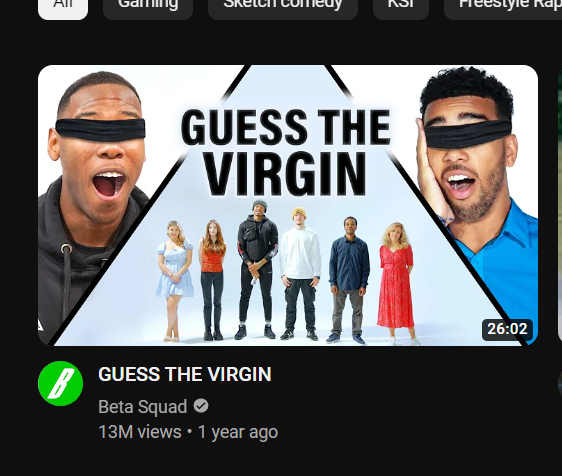 All
Gaming
Sketch comedy
KSI
Freestyle Rap
GUESS THE
VIRGIN
26:02
GUESS THE VIRGIN
Beta Squad
13M views • 1 year ago